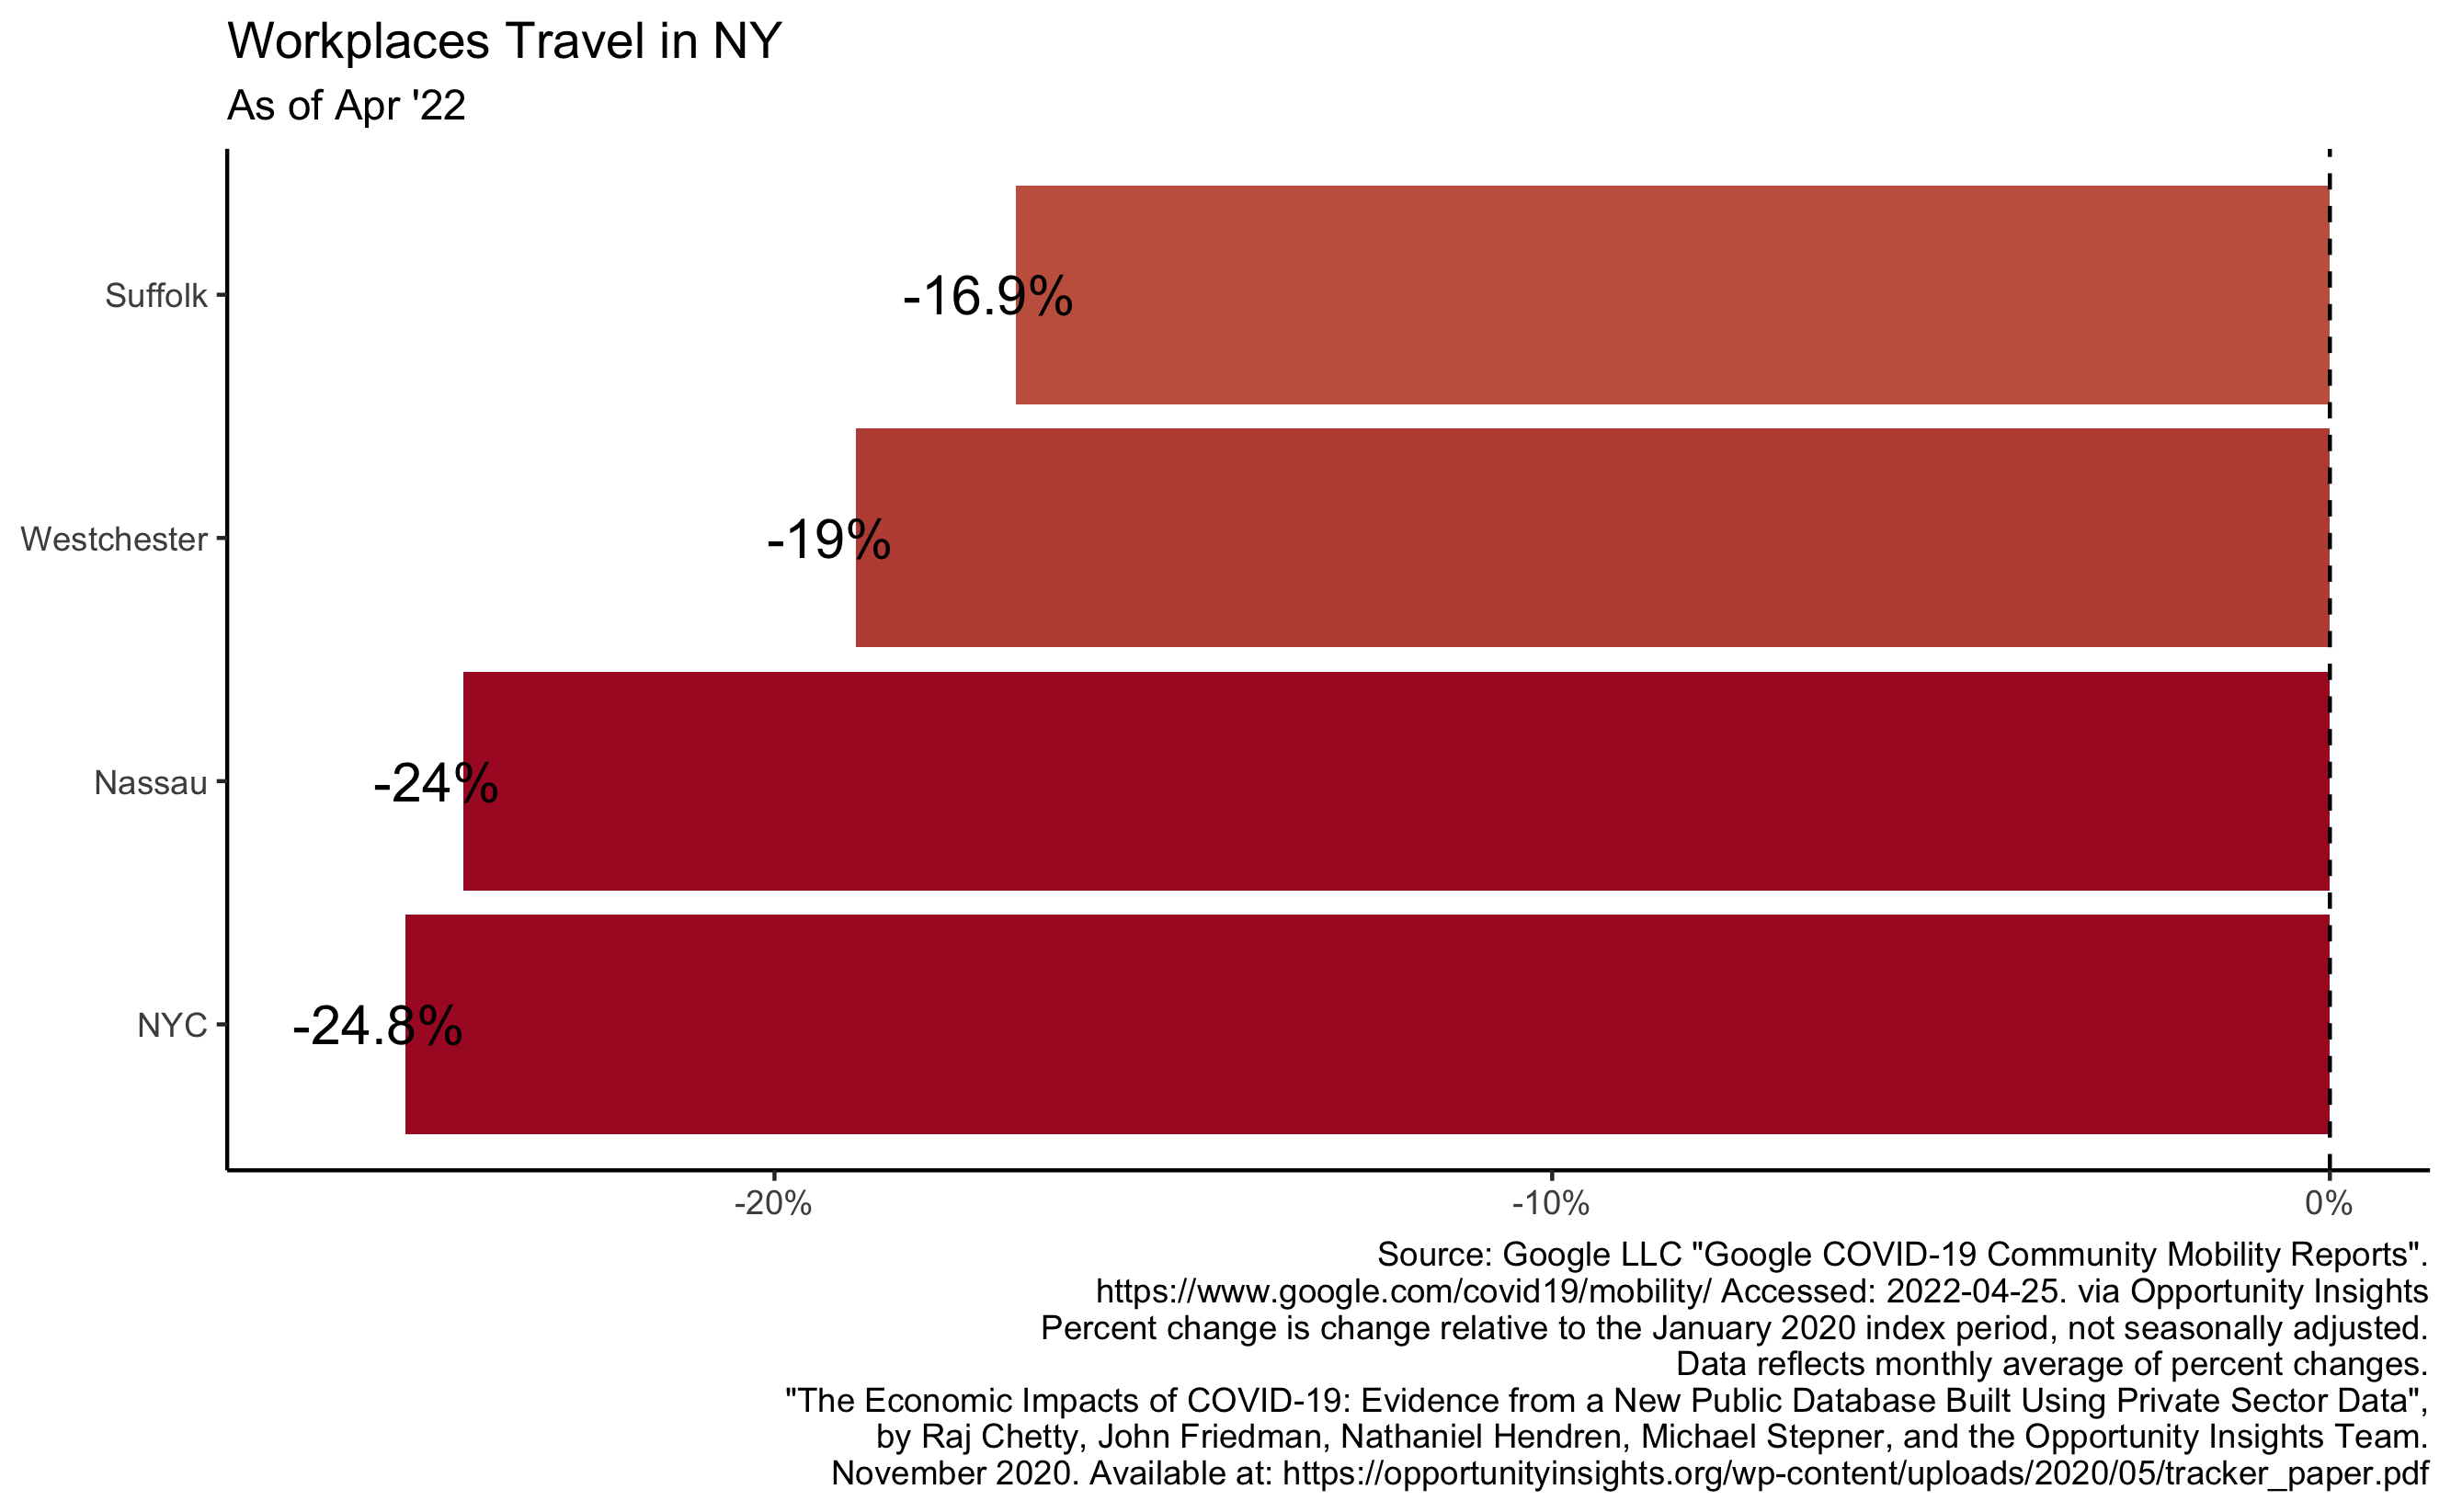 Workplaces Travel in NY
As of Apr '22
Suffolk
-16.9%
Westchester
-19%
Nassau
-24%
NYC
-24.8%
-20%
-10%
0%
Source: Google LLC "Google COVID-19 Community Mobility Reports".
https://www.google.com/covid19/mobility/ Accessed: 2022-04-25. via Opportunity Insights
Percent change is change relative to the January 2020 index period, not seasonally adjusted.
Data reflects monthly average of percent changes.
"The Economic Impacts of COVID-19: Evidence from a New Public Database Built Using Private Sector Data",
by Raj Chetty, John Friedman, Nathaniel Hendren, Michael Stepner, and the Opportunity Insights Team.
November 2020. Available at: https://opportunityinsights.org/wp-content/uploads/2020/05/tracker_paper.pdf